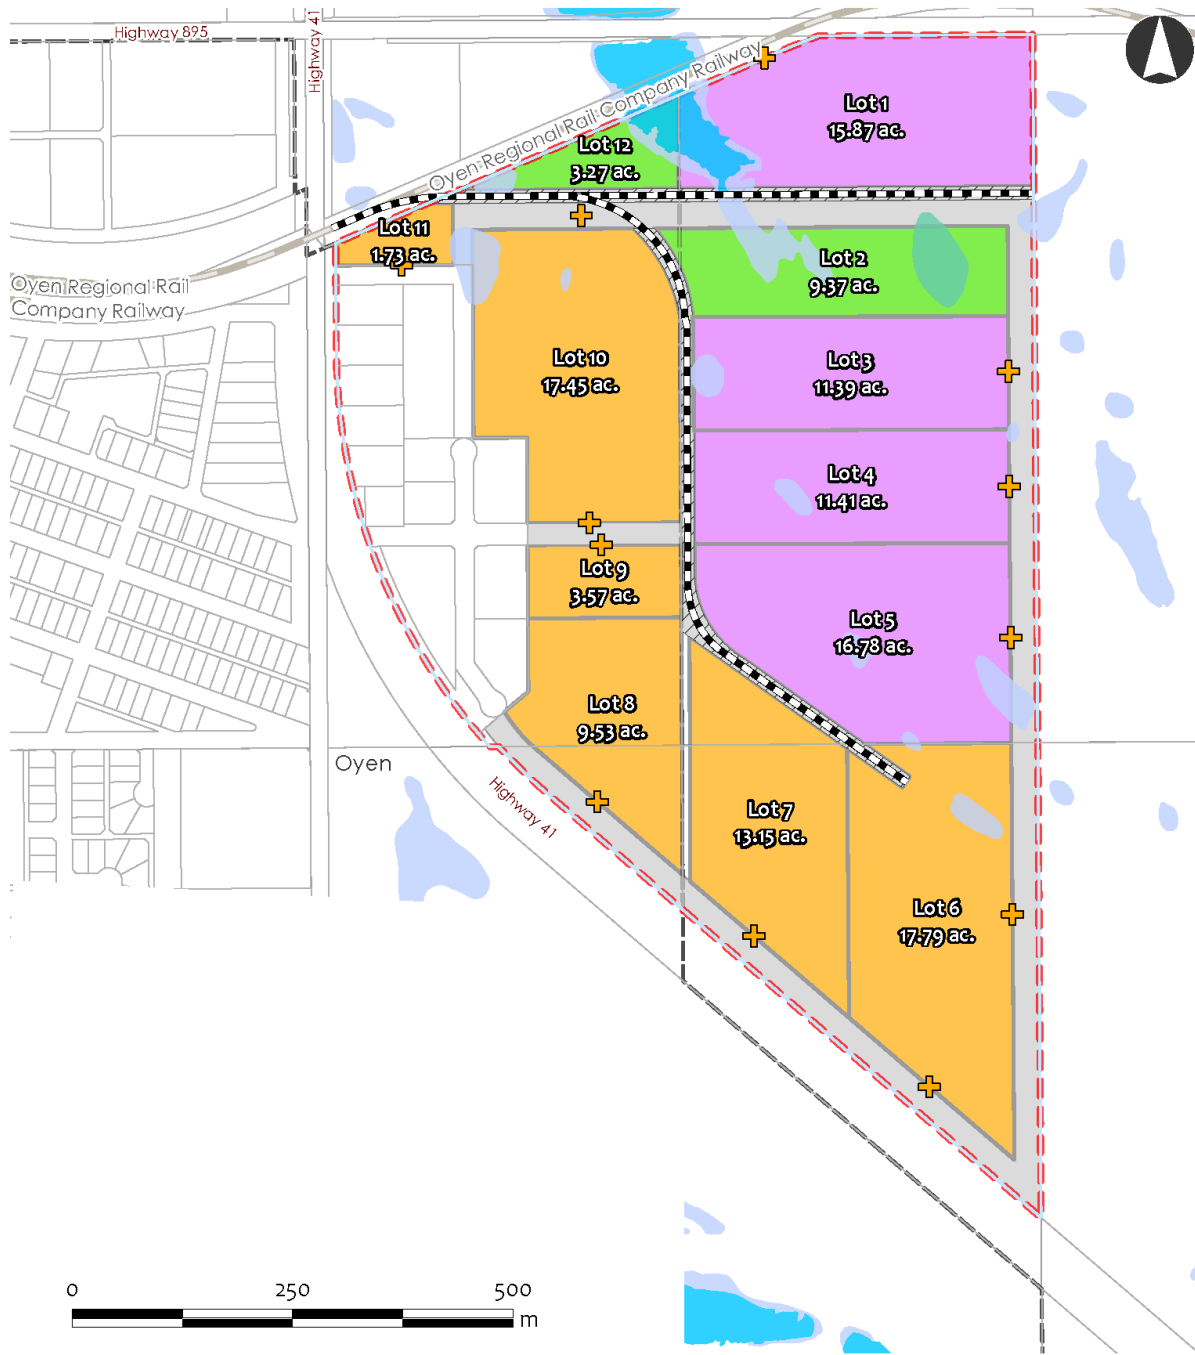 Highway 895
Highway 41
Oyen Regional Rail Company Railway
Lot 1
15.87 ac.
Lot 12
3.27 ac.
Lot 11
1.73 ac.
Lot 2
9.37 ac.
Oyen Regional Rail
Company Railway
Lot 10
17.45 ac.
Lot 3
11.39 ac.
Lot 4
11.41 ac.
Lot 9
3.57 ac.
Lot 5
16.78 ac.
Lot 8
9.53 ac.
Oyen
Highway 41
Lot 7
13.15 ac.
Lot 6
17.79 ac.
0 250 500
m